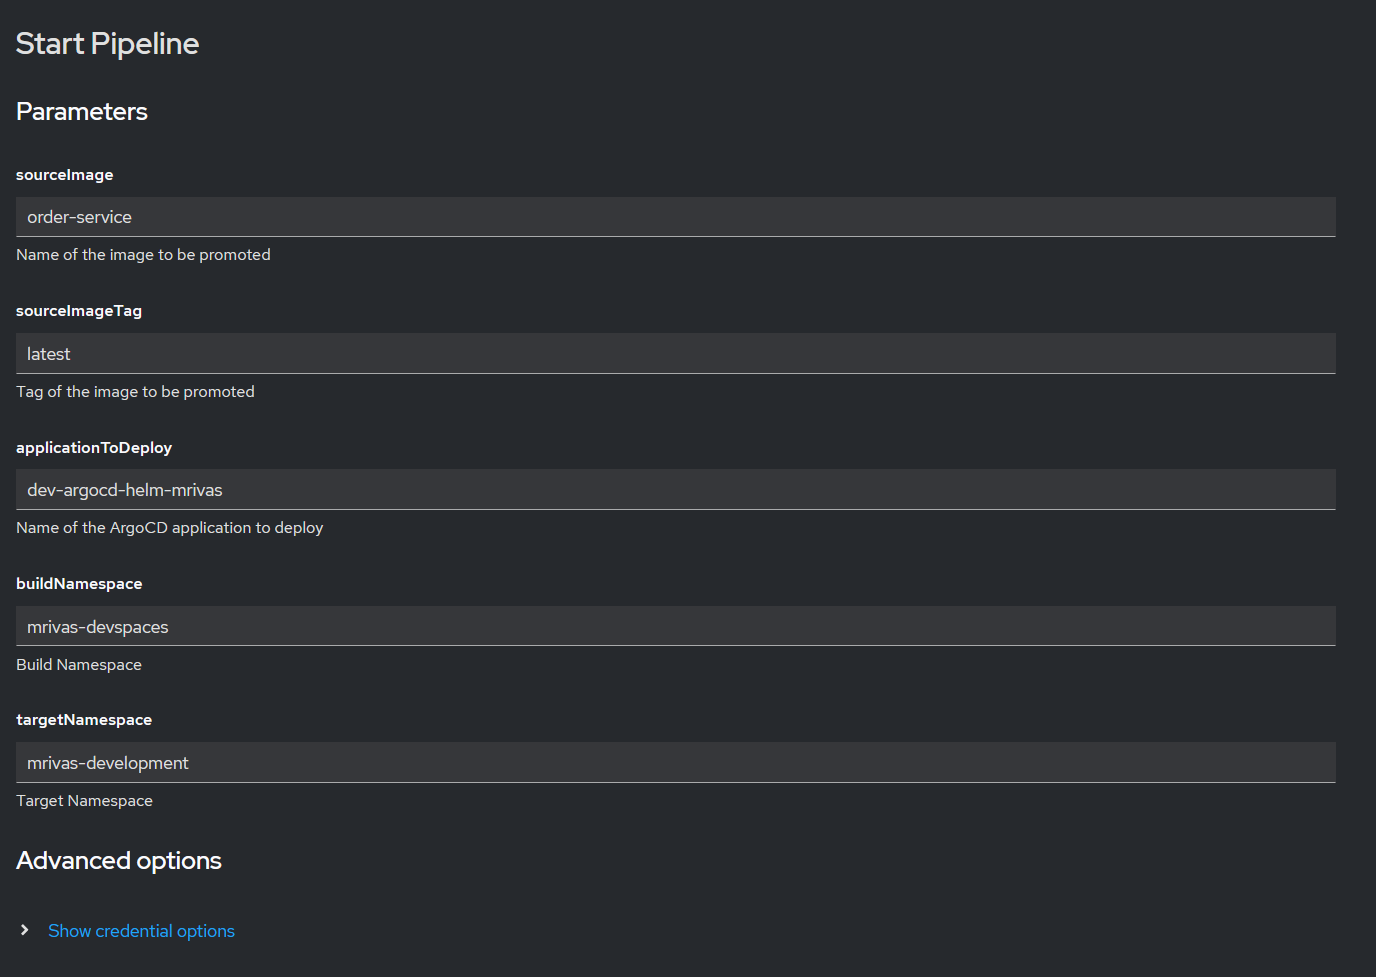 Start Pipeline
Parameters
sourceImage
order-service
Name of the image to be promoted
sourceImageTag
latest
Tag of the image to be promoted
applicationToDeploy
dev-argocd-helm-mrivas
Name of the ArgoCD application to deploy
buildNamespace
mrivas-devspaces
Build Namespace
targetNamespace
mrivas-development
Target Namespace
Advanced options
Show credential options